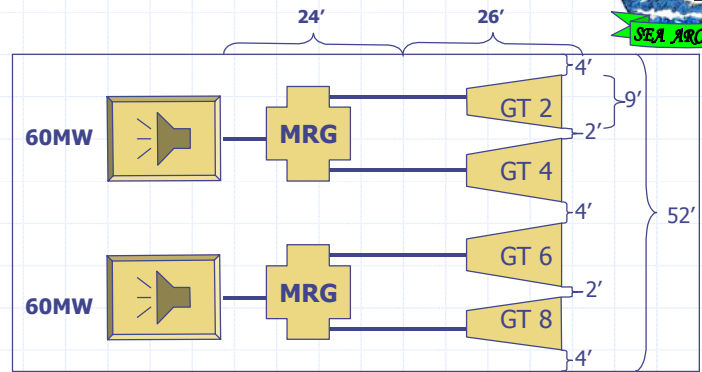 24′
26′
SEA ARC
4′
9′
GT 2
60MW
MRG
2′
GT 4
4′
52′
GT 6
2′
60MW
MRG
GT 8
4′